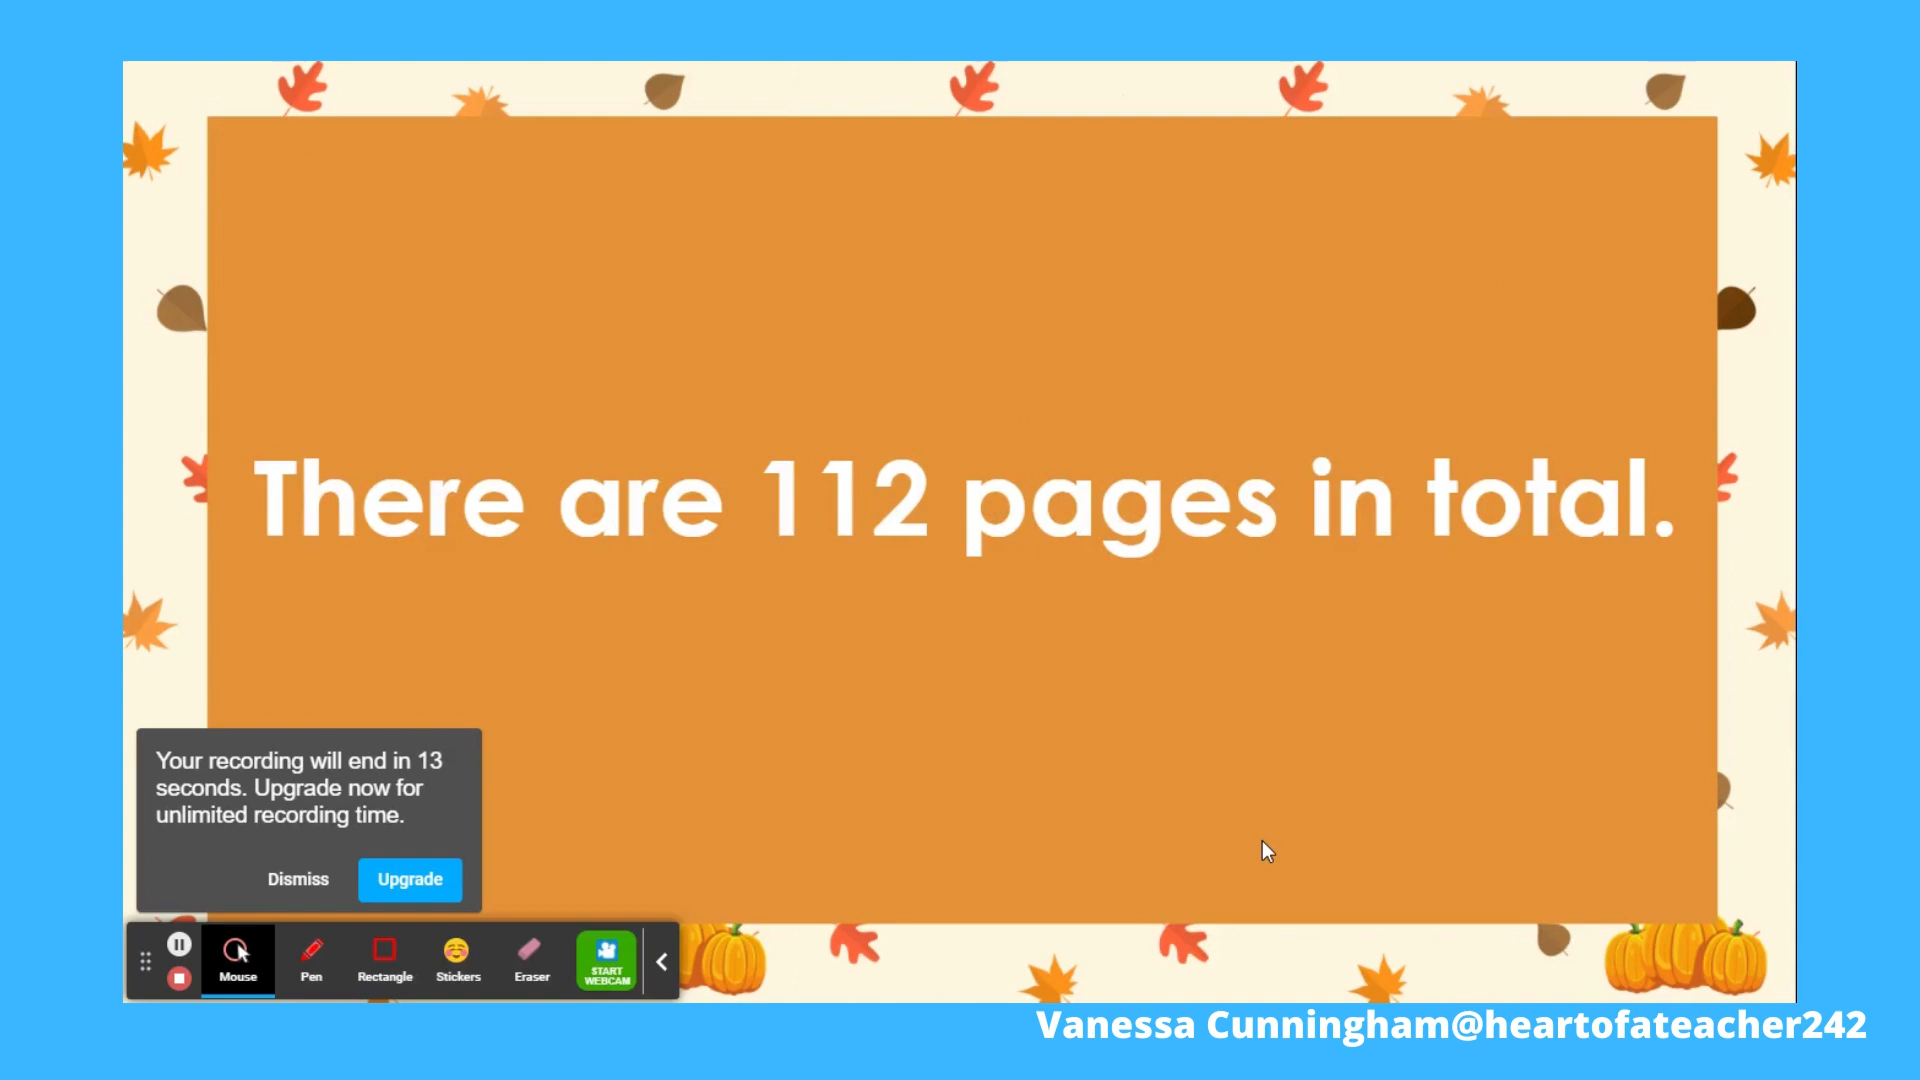 There are 112 pages in total.
Your recording will end in 13
seconds. Upgrade now for
unlimited recording time.
Dismiss
Upgrade
Mouse
Pen
Rectangle
Stickers
Eraser
START
WEBCAM
Vanessa Cunningham@heartofateacher242